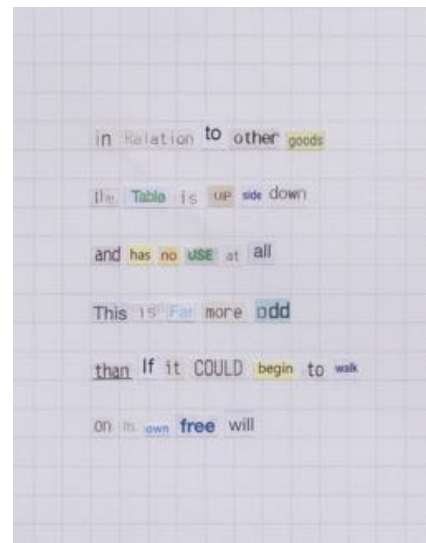 in Relation to other goods
the Table is UP side down
and has no USE at all
This is Far more odd
than If it COULD begin to walk
on its own free will